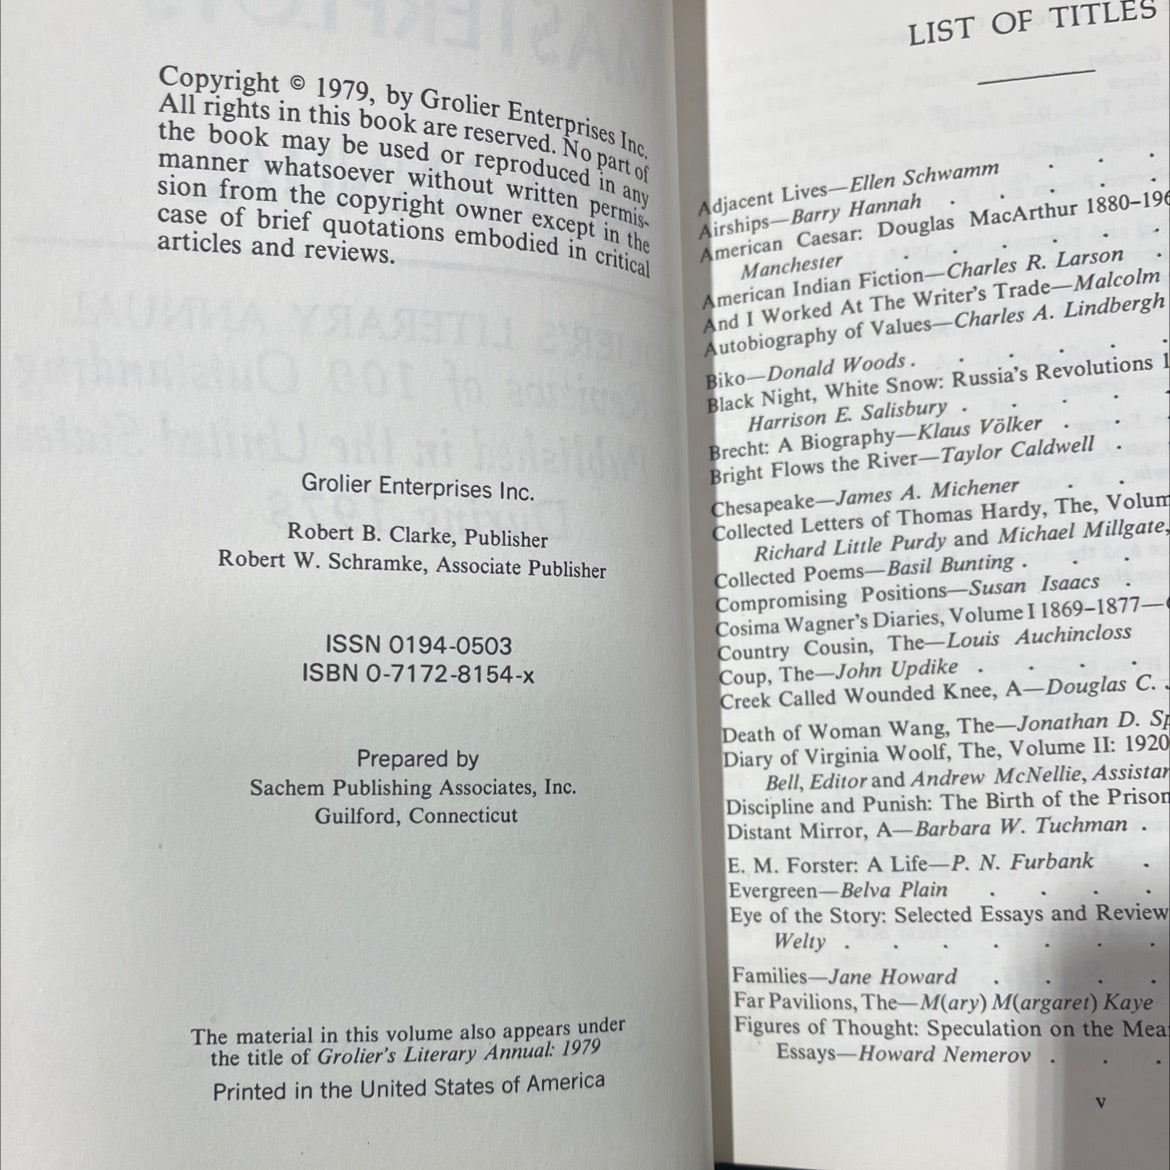 Copyright © 1979, by Grolier Enterprises Inc.
All rights in this book are reserved. No part of
the book may be used or reproduced in any
manner whatsoever without written permis-
sion from the copyright owner except in the
case of brief quotations embodied in critical
articles and reviews.
Grolier Enterprises Inc.
Robert B. Clarke, Publisher
Robert W. Schramke, Associate Publisher
ISSN 0194-0503
ISBN 0-7172-8154-x
Prepared by
Sachem Publishing Associates, Inc.
Guilford, Connecticut
The material in this volume also appears under
the title of Grolier's Literary Annual: 1979
Printed in the United States of America
LIST OF TITLES
Adjacent Lives—Ellen Schwamm . . .
Airships—Barry Hannah . . . . .
American Caesar: Douglas MacArthur 1880–196
Manchester . . . . . .
American Indian Fiction—Charles R. Larson .
And I Worked At The Writer's Trade—Malcolm
Autobiography of Values—Charles A. Lindbergh
Biko—Donald Woods . . . . . .
Black Night, White Snow: Russia's Revolutions 1
Harrison E. Salisbury . . . . .
Brecht: A Biography—Klaus Völker . . .
Bright Flows the River—Taylor Caldwell .
Chesapeake—James A. Michener . .
Collected Letters of Thomas Hardy, The, Volum
Richard Little Purdy and Michael Millgate,
Collected Poems—Basil Bunting . . .
Compromising Positions—Susan Isaacs .
Cosima Wagner's Diaries, Volume I 1869–1877—
Country Cousin, The—Louis Auchincloss
Coup, The—John Updike . . . .
Creek Called Wounded Knee, A—Douglas C.
Death of Woman Wang, The—Jonathan D. Sp
Diary of Virginia Woolf, The, Volume II: 1920
Bell, Editor and Andrew McNellie, Assistan
Discipline and Punish: The Birth of the Prison
Distant Mirror, A—Barbara W. Tuchman .
E. M. Forster: A Life—P. N. Furbank .
Evergreen—Belva Plain . . . .
Eye of the Story: Selected Essays and Review
Welty . . . . . . .
Families—Jane Howard . . . .
Far Pavilions, The—M(ary) M(argaret) Kaye
Figures of Thought: Speculation on the Mea
Essays—Howard Nemerov . . .
v